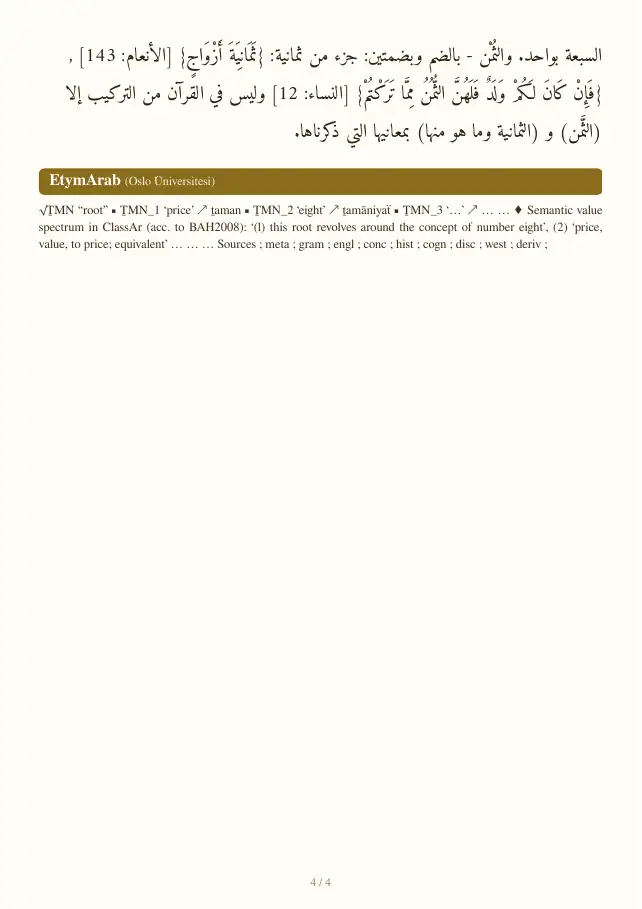 السبعة بواحد. والثُمْن - بالضم وبضمتين: جزء من ثمانية: {ثَمَانِيَةَ أَزْوَاجٍ} [الأنعام: 143] ,
{فَإِنْ كَانَ لَكُمْ وَلَدٌ فَلَهُنَّ الثُّمُنُ مِمَّا تَرَكْتُمْ} [النساء: 12] وليس في القرآن من التركيب إلا
(الثَّمن) و (الثمانية وما هو منها) بمعانيها التي ذكرناها.
EtymArab (Oslo Üniversitesi)
√ṮMN “root” ▪ ṮMN_1 ‘price’ ↗ ṯaman ▪ ṮMN_2 ‘eight’ ↗ ṯamāniyaẗ ▪ ṮMN_3 ‘…‘ ↗ … … ♦ Semantic value
spectrum in ClassAr (acc. to BAH2008): ‘(1) this root revolves around the concept of number eight’, (2) ‘price,
value, to price; equivalent’ … … … Sources ; meta ; gram ; engl ; conc ; hist ; cogn ; disc ; west ; deriv ;
4 / 4